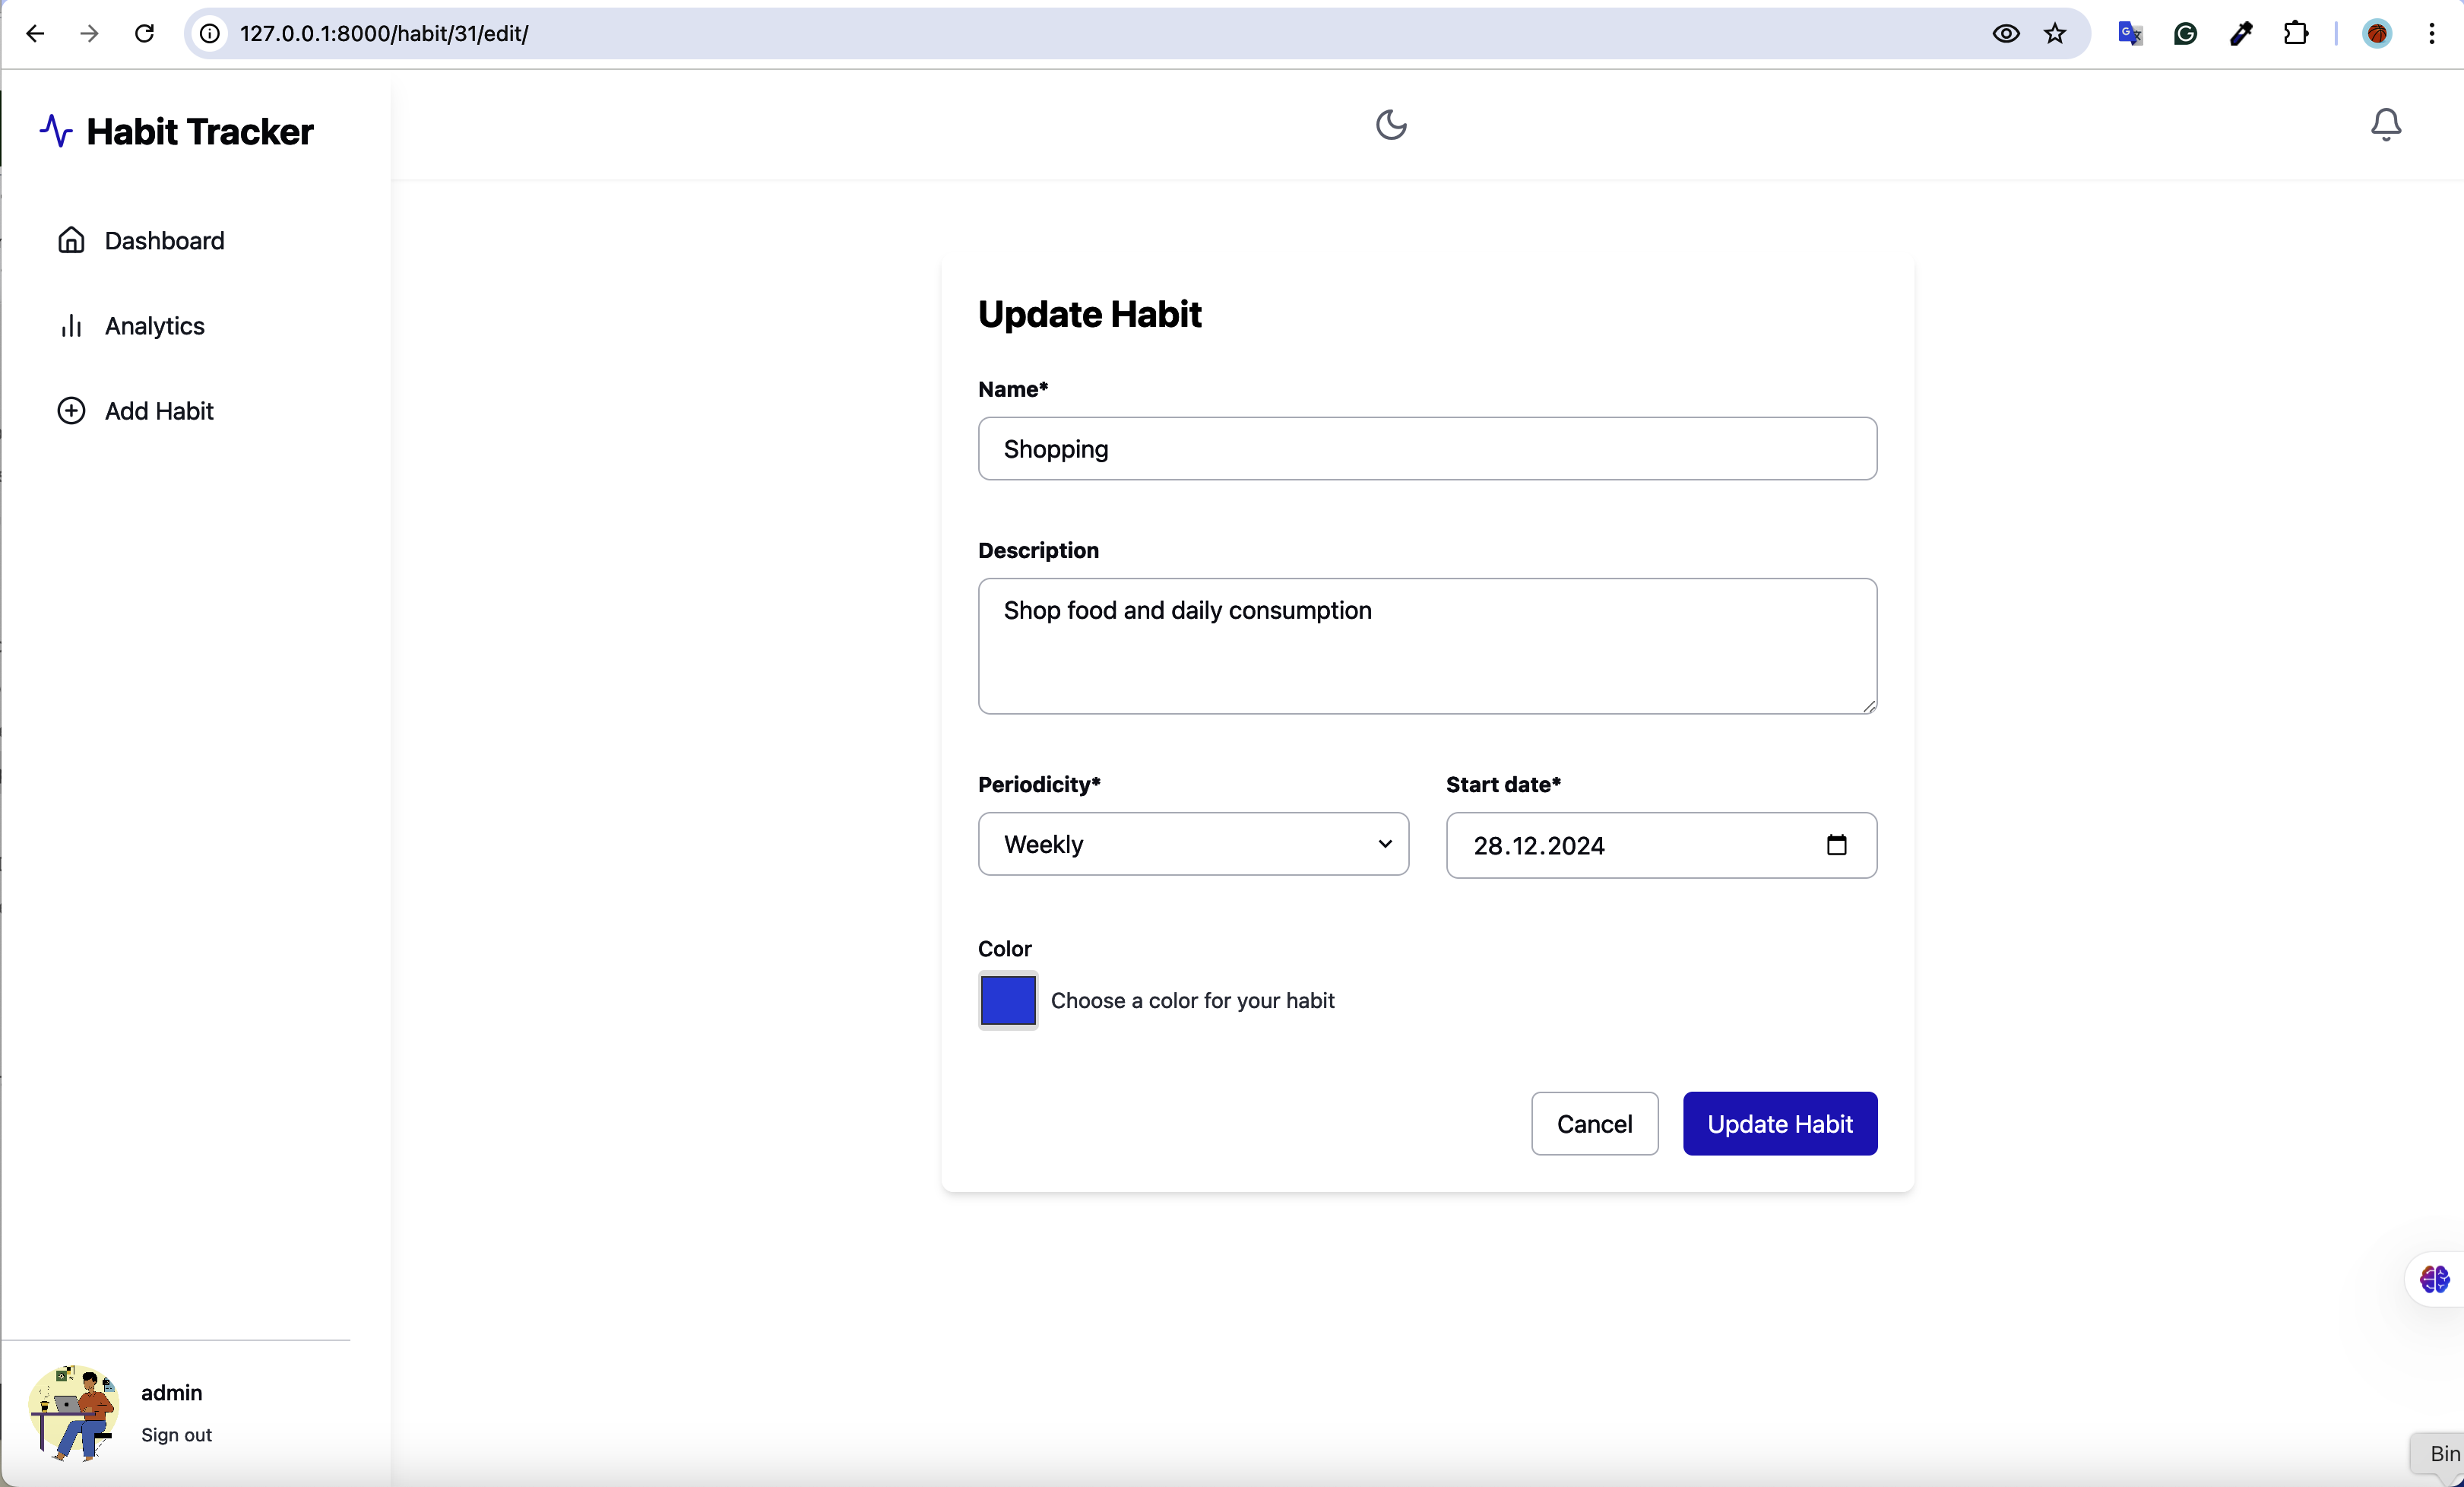 127.0.0.1:8000/habit/31/edit/
Habit Tracker
Dashboard
Analytics
Add Habit
Update Habit
Name*
Shopping
Description
Shop food and daily consumption
Periodicity*
Start date*
Weekly
28.12.2024
Color
Choose a color for your habit
Cancel
Update Habit
admin
Sign out
Bin